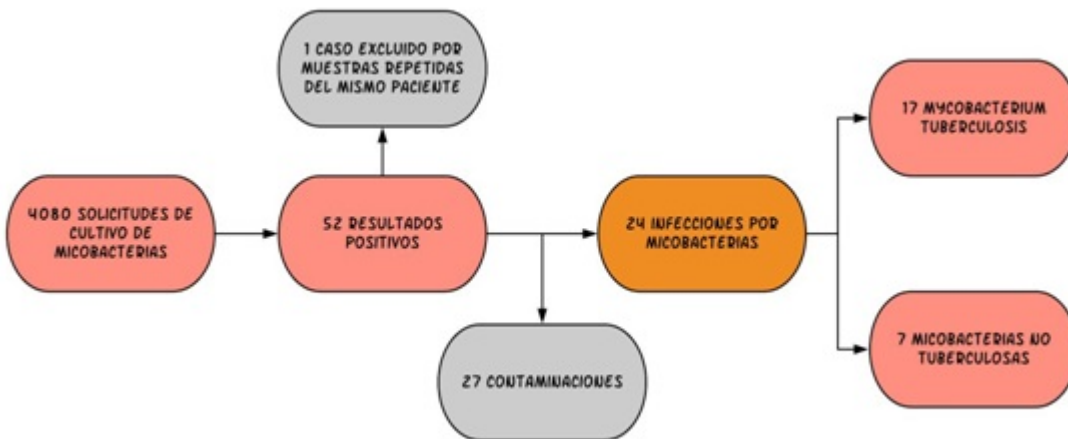 1 CASO EXCLUIDO POR
MUESTRAS REPETIDAS
DEL MISMO PACIENTE
17 MYCOBACTERIUM
TUBERCULOSIS
4080 SOLICITUDES DE
CULTIVO DE
MICOBACTERIAS
52 RESULTADOS
POSITIVOS
24 INFECCIONES POR
MICOBACTERIAS
7 MICOBACTERIAS NO
TUBERCULOSAS
27 CONTAMINACIONES